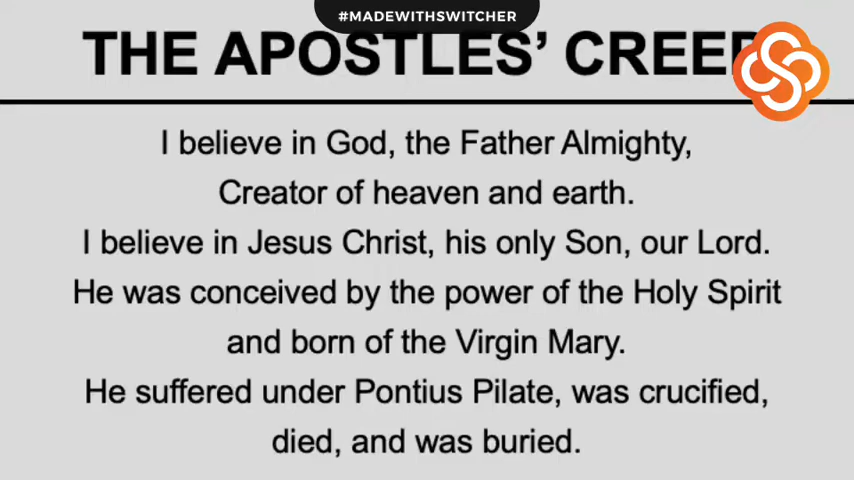 #MADEWITHSWITCHER
THE APOSTLES’ CREED
I believe in God, the Father Almighty,
Creator of heaven and earth.
I believe in Jesus Christ, his only Son, our Lord.
He was conceived by the power of the Holy Spirit
and born of the Virgin Mary.
He suffered under Pontius Pilate, was crucified,
died, and was buried.